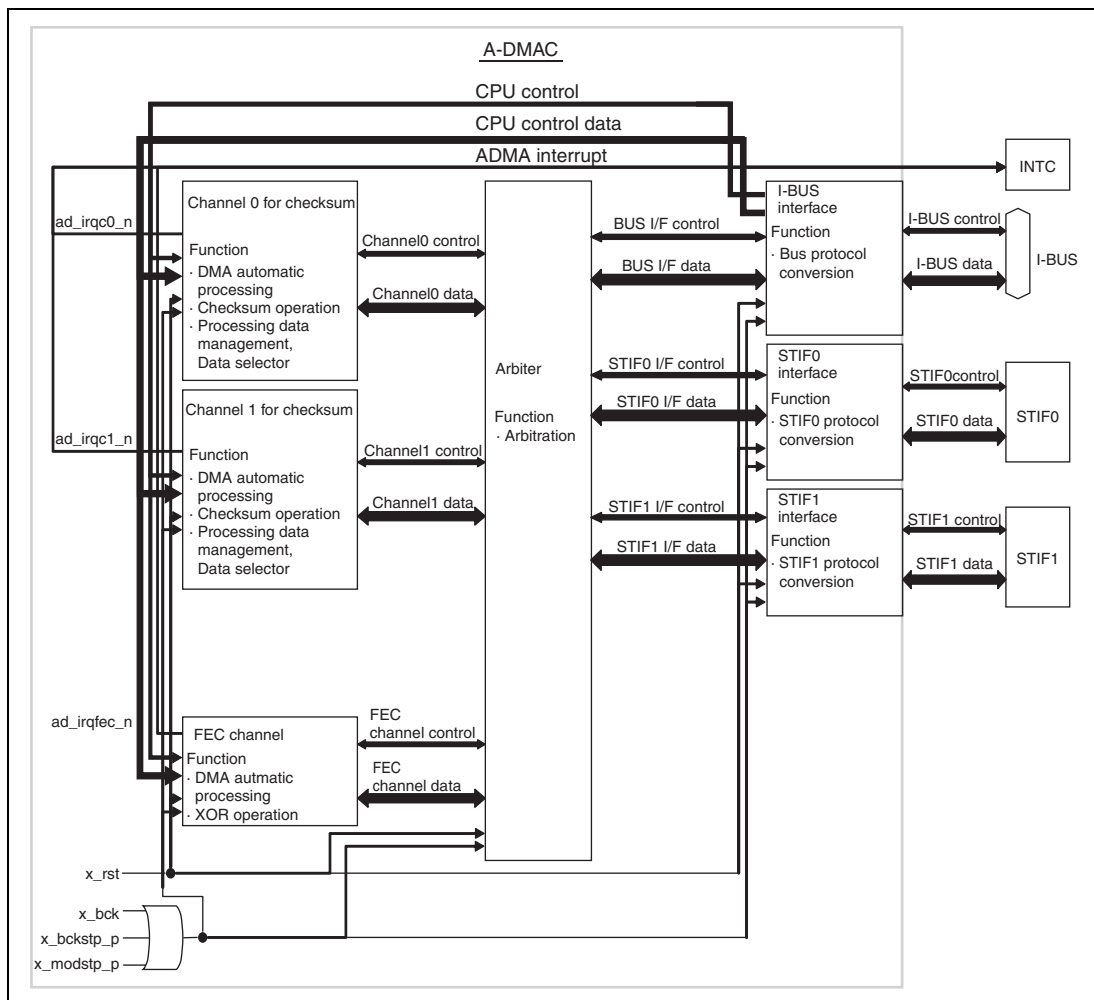 A-DMAC
CPU control
CPU control data
ADMA interrupt
INTC
ad_irqc0_n
Channel 0 for checksum
Function
· DMA automatic
processing
· Checksum operation
· Processing data
management,
Data selector
Channel0 control
Channel0 data
ad_irqc1_n
Channel 1 for checksum
Function
· DMA automatic
processing
· Checksum operation
· Processing data
management,
Data selector
Channel1 control
Channel1 data
ad_irqfec_n
FEC channel
Function
· DMA autmatic
processing
· XOR operation
FEC
channel control
FEC
channel data
Arbiter
Function
· Arbitration
BUS I/F control
BUS I/F data
STIF0 I/F control
STIF0 I/F data
STIF1 I/F control
STIF1 I/F data
I-BUS
interface
Function
· Bus protocol
conversion
I-BUS control
I-BUS data
I-BUS
STIF0
interface
Function
· STIF0 protocol
conversion
STIF0control
STIF0 data
STIF0
STIF1
interface
Function
· STIF1 protocol
conversion
STIF1 control
STIF1 data
STIF1
x_rst
x_bck
x_bckstp_p
x_modstp_p